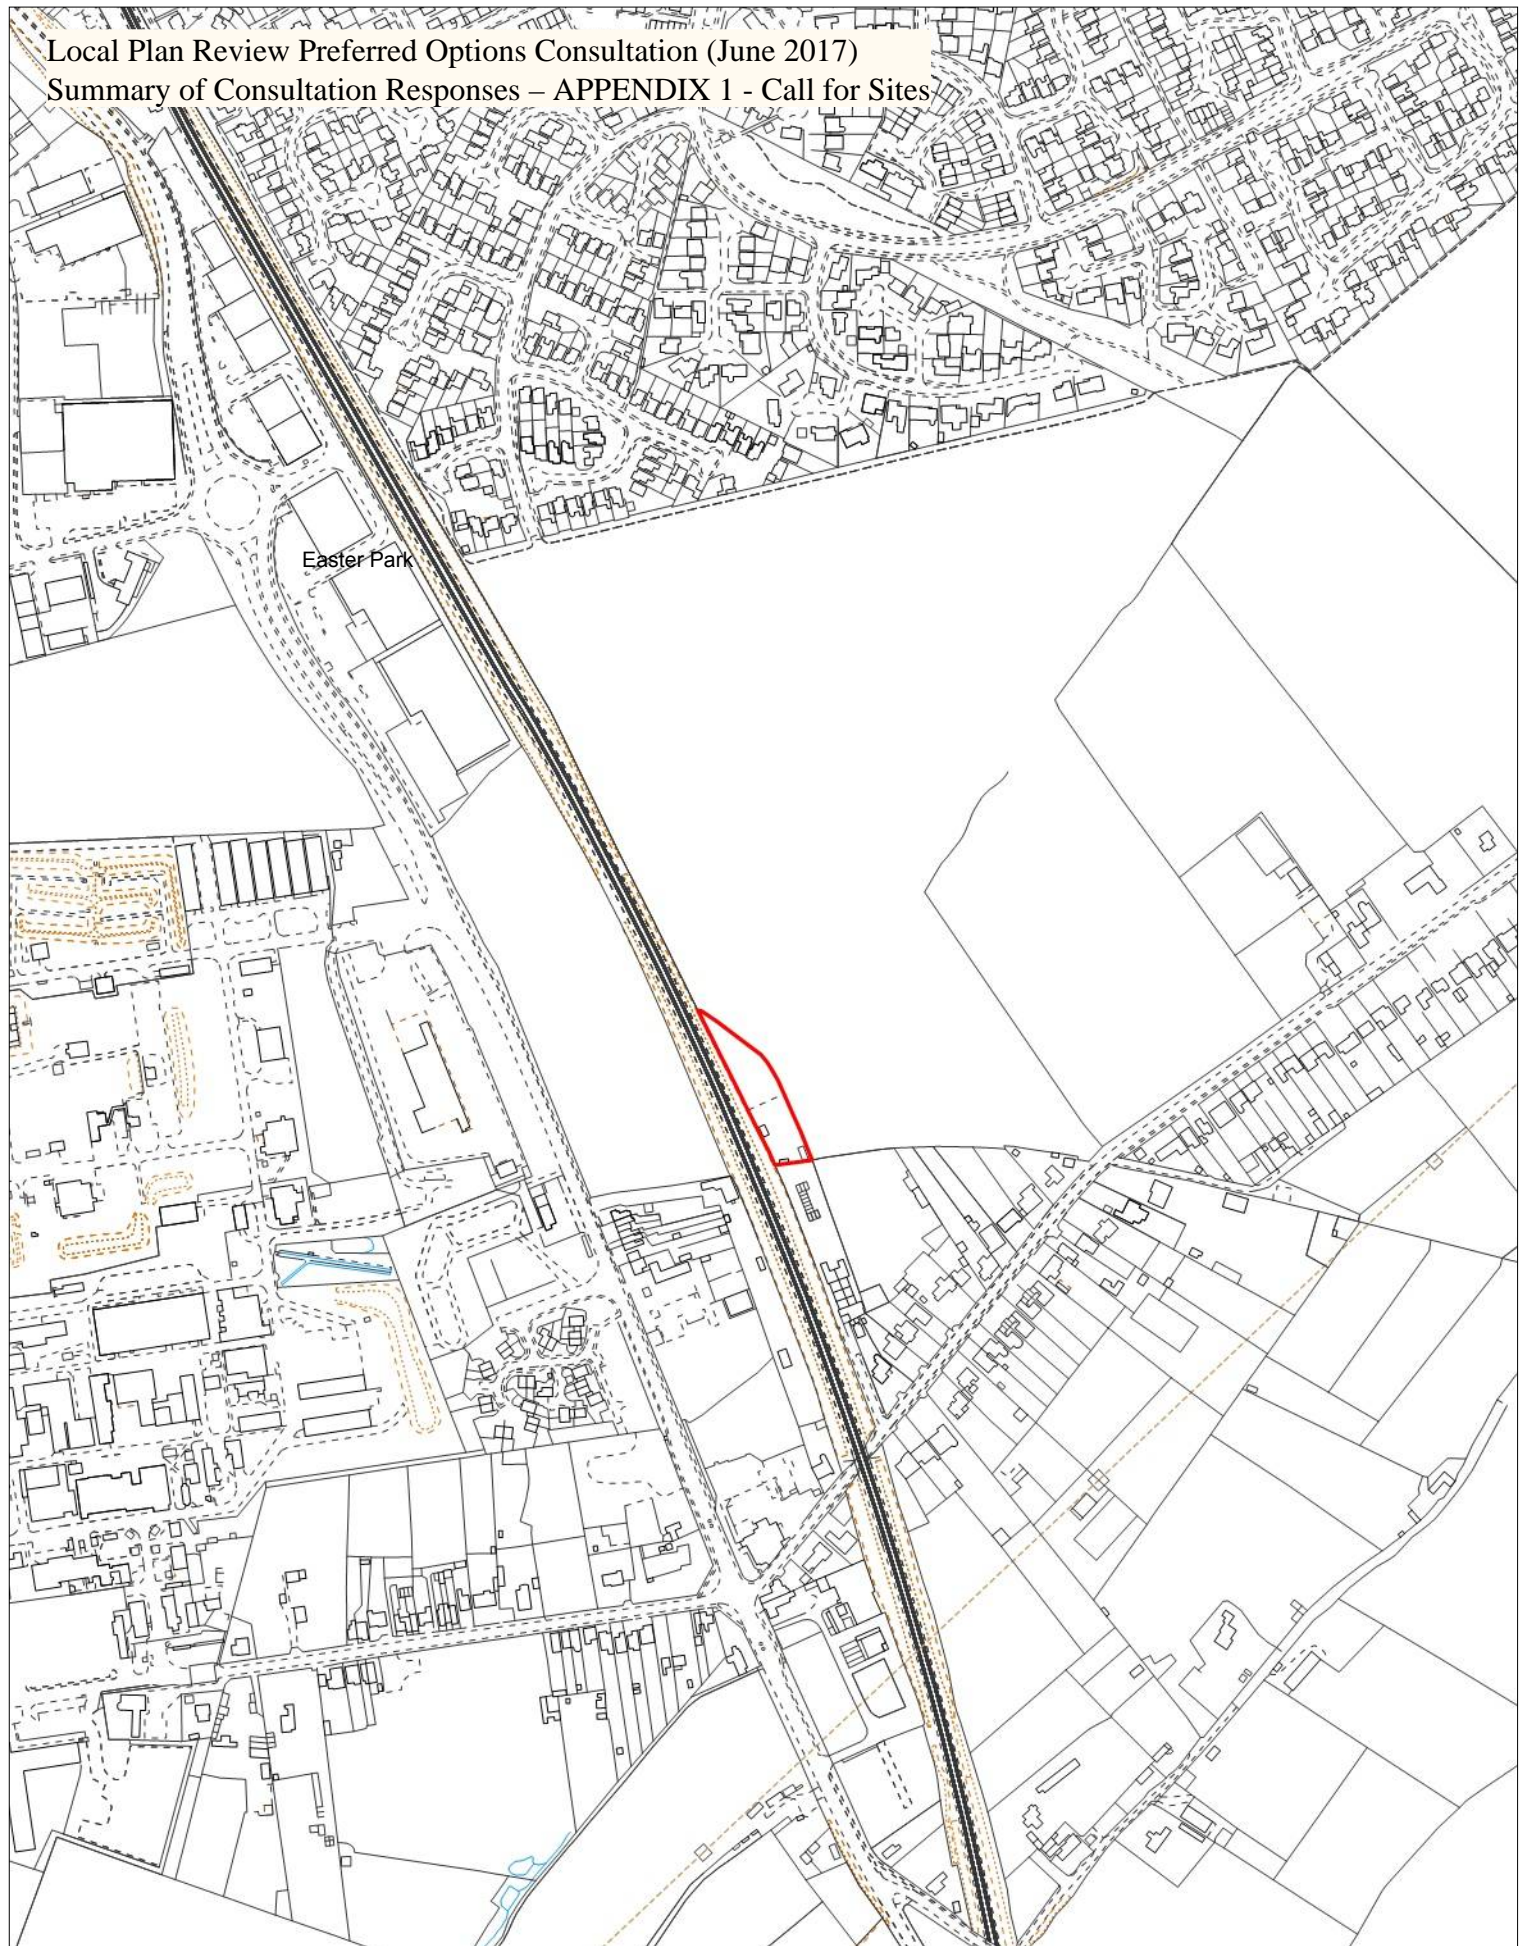 Local Plan Review Preferred Options Consultation (June 2017)
Summary of Consultation Responses – APPENDIX 1 - Call for Sites
Easter Park